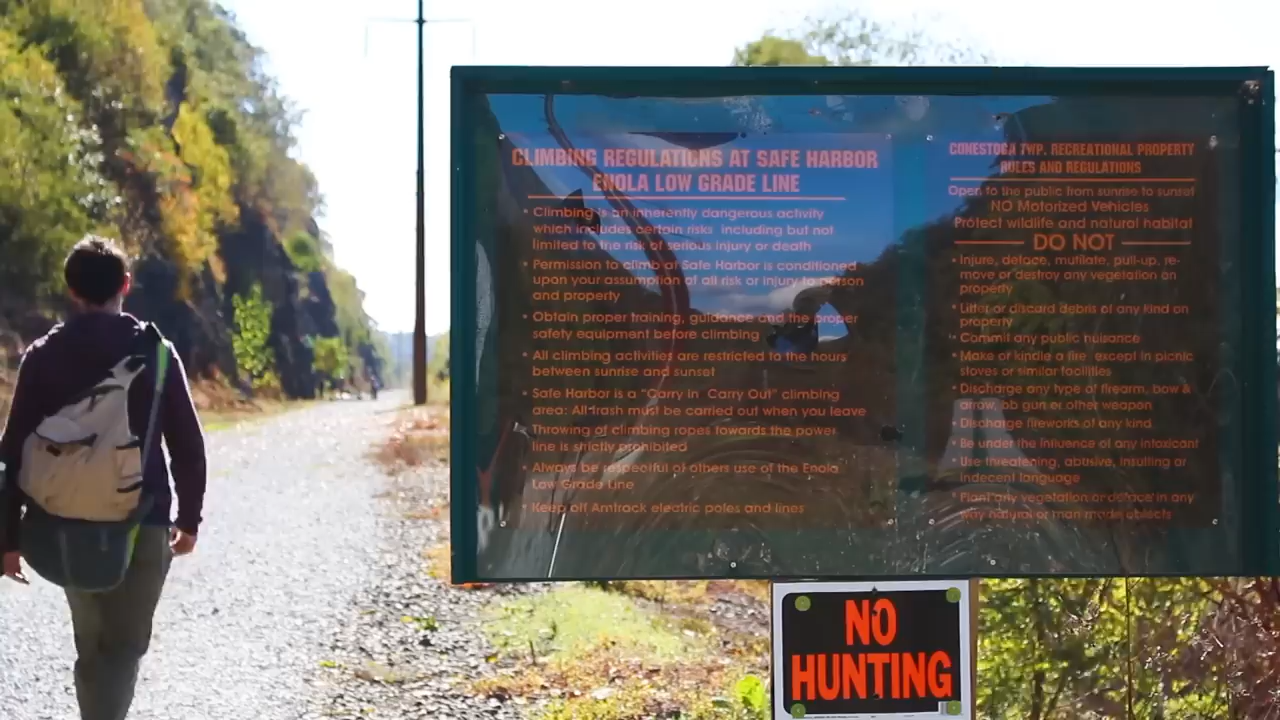 CLIMBING REGULATIONS AT SAFE HARBOR
ENOLA LOW GRADE LINE
• Climbing is an inherently dangerous activity
which includes certain risks including but not
limited to the risk of serious injury or death
• Permission to climb at Safe Harbor is conditioned
upon your assumption of all risk or injury to person
and property
• Obtain proper training, guidance and the proper
safety equipment before climbing
• All climbing activities are restricted to the hours
between sunrise and sunset
• Safe Harbor is a "Carry in Carry Out" climbing
area: All trash must be carried out when you leave
• Throwing of climbing ropes towards the power
line is strictly prohibited
• Always be respectful of others use of the Enola
Low Grade Line
• Keep off Amtrack electric poles and lines
CONESTOGA TWP. RECREATIONAL PROPERTY
RULES AND REGULATIONS
Open to the public from sunrise to sunset
NO Motorized Vehicles
Protect wildlife and natural habitat
DO NOT
• Injure, deface, mutilate, pull-up, re-
move or destroy any vegetation on
property
• Litter or discard debris of any kind on
property
• Commit any public nuisance
• Make or kindle a fire except in picnic
stoves or similar facilities
• Discharge any type of firearm, bow &
arrow, bb gun or other weapon
• Discharge fireworks of any kind
• Be under the influence of any intoxicant
• Use threatening, abusive, insulting or
indecent language
• Plant any vegetation or deface in any
way natural or man made objects
NO
HUNTING